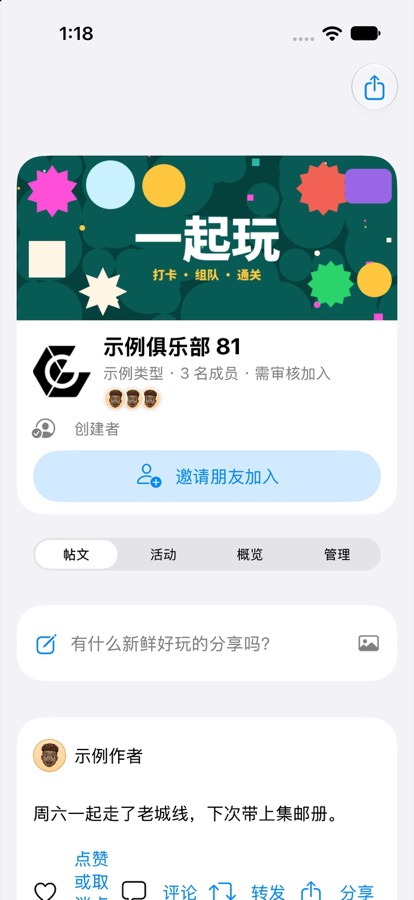 1:18
一起玩
打卡 • 组队 • 通关
示例俱乐部 81
示例类型 · 3 名成员 · 需审核加入
创建者
邀请朋友加入
帖文 活动 概览 管理
有什么新鲜好玩的分享吗?
示例作者
周六一起走了老城线，下次带上集邮册。
点赞
或取
评论 转发 分享